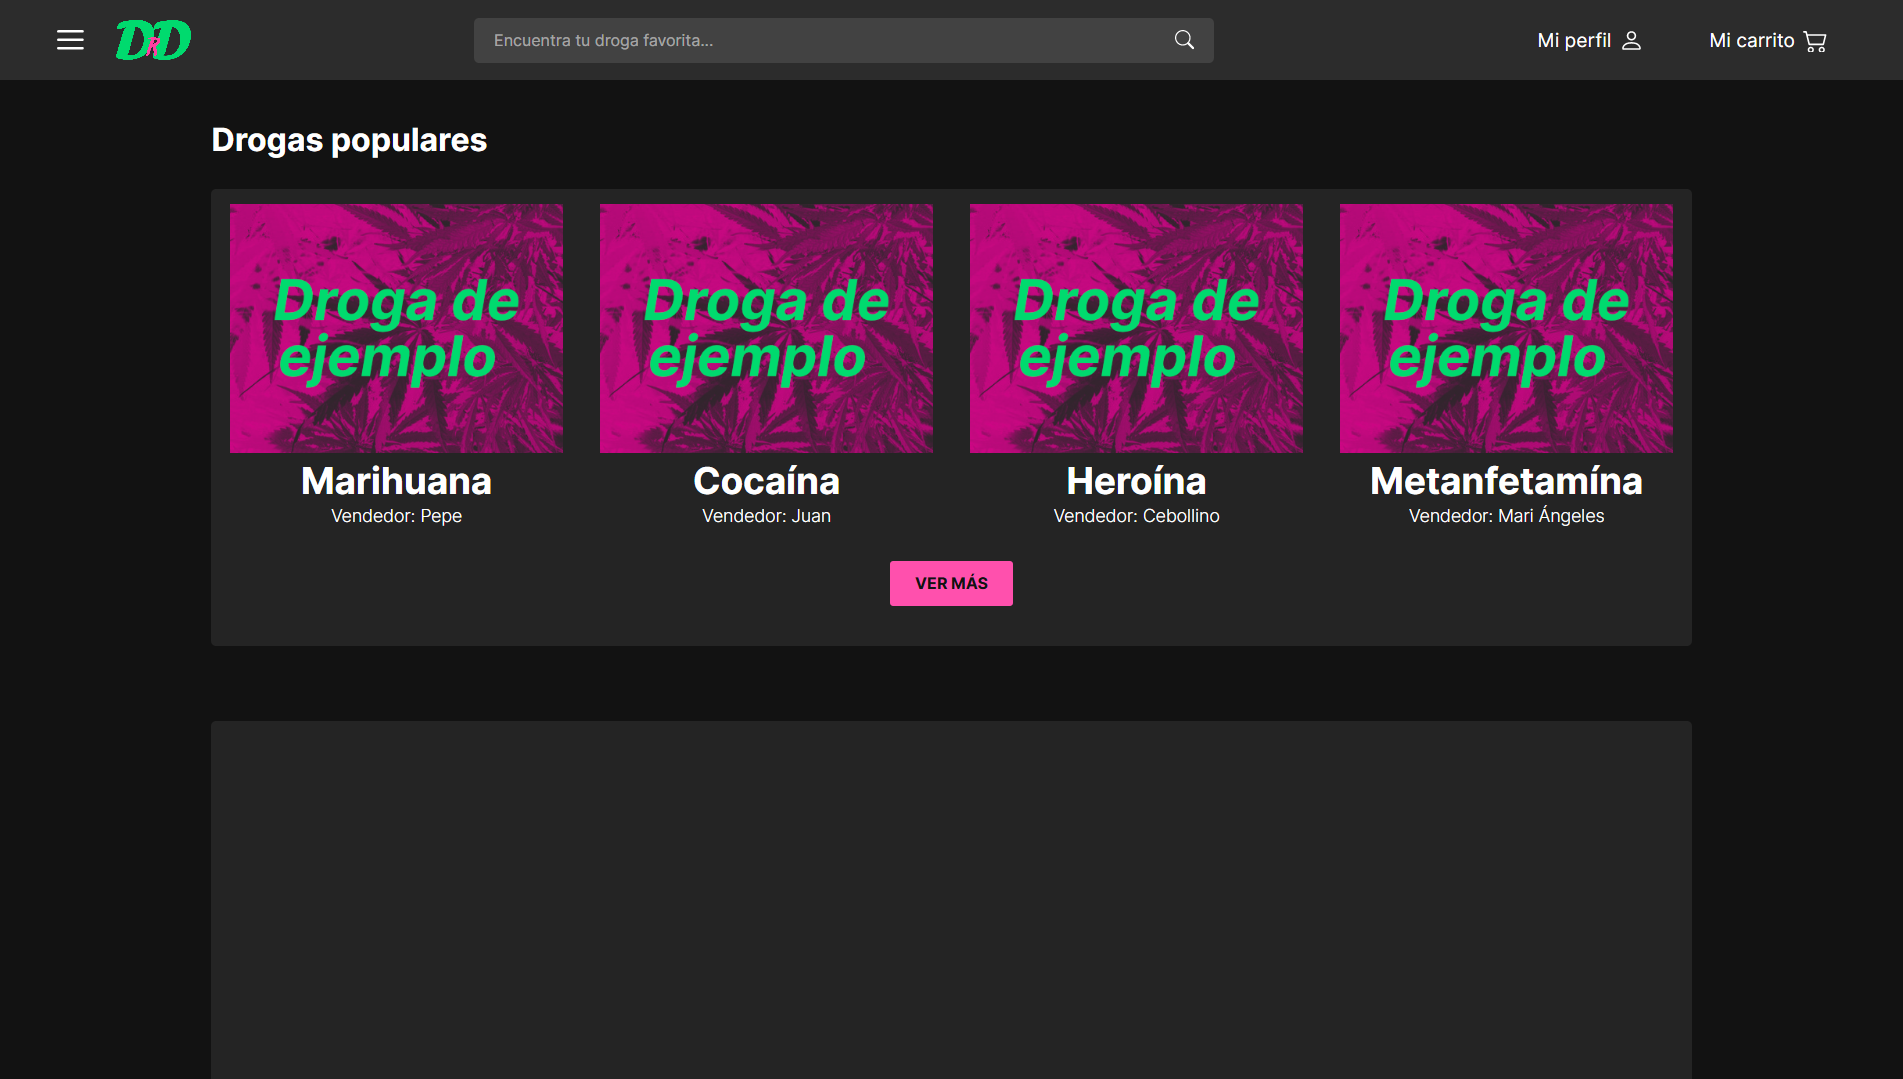 DRD
Encuentra tu droga favorita...
Mi perfil
Mi carrito
Drogas populares
Droga de
ejemplo
Droga de
ejemplo
Droga de
ejemplo
Droga de
ejemplo
Marihuana
Cocaína
Heroína
Metanfetamína
Vendedor: Pepe
Vendedor: Juan
Vendedor: Cebollino
Vendedor: Mari Ángeles
VER MÁS